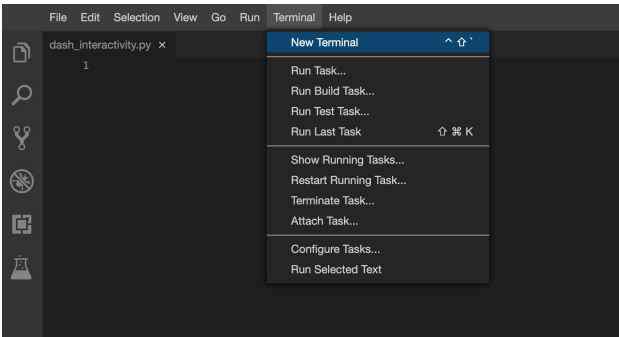 File Edit Selection View Go Run Terminal Help
dash_interactivity.py ×
1
New Terminal ^ ⇧ `
Run Task...
Run Build Task...
Run Test Task...
Run Last Task ⇧ ⌘ K
Show Running Tasks...
Restart Running Task...
Terminate Task...
Attach Task...
Configure Tasks...
Run Selected Text